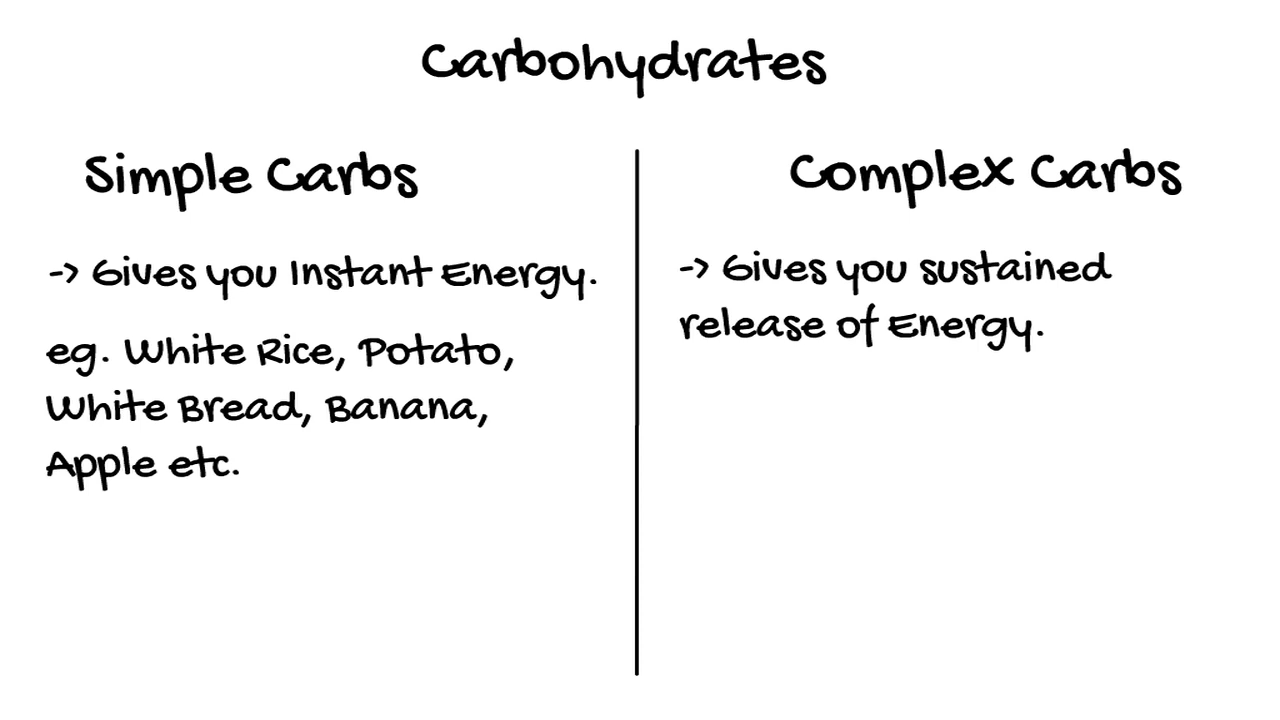 Carbohydrates
Simple Carbs
-> Gives you Instant Energy.
eg. White Rice, Potato,
White Bread, Banana,
Apple etc.
Complex Carbs
-> Gives you sustained
release of Energy.